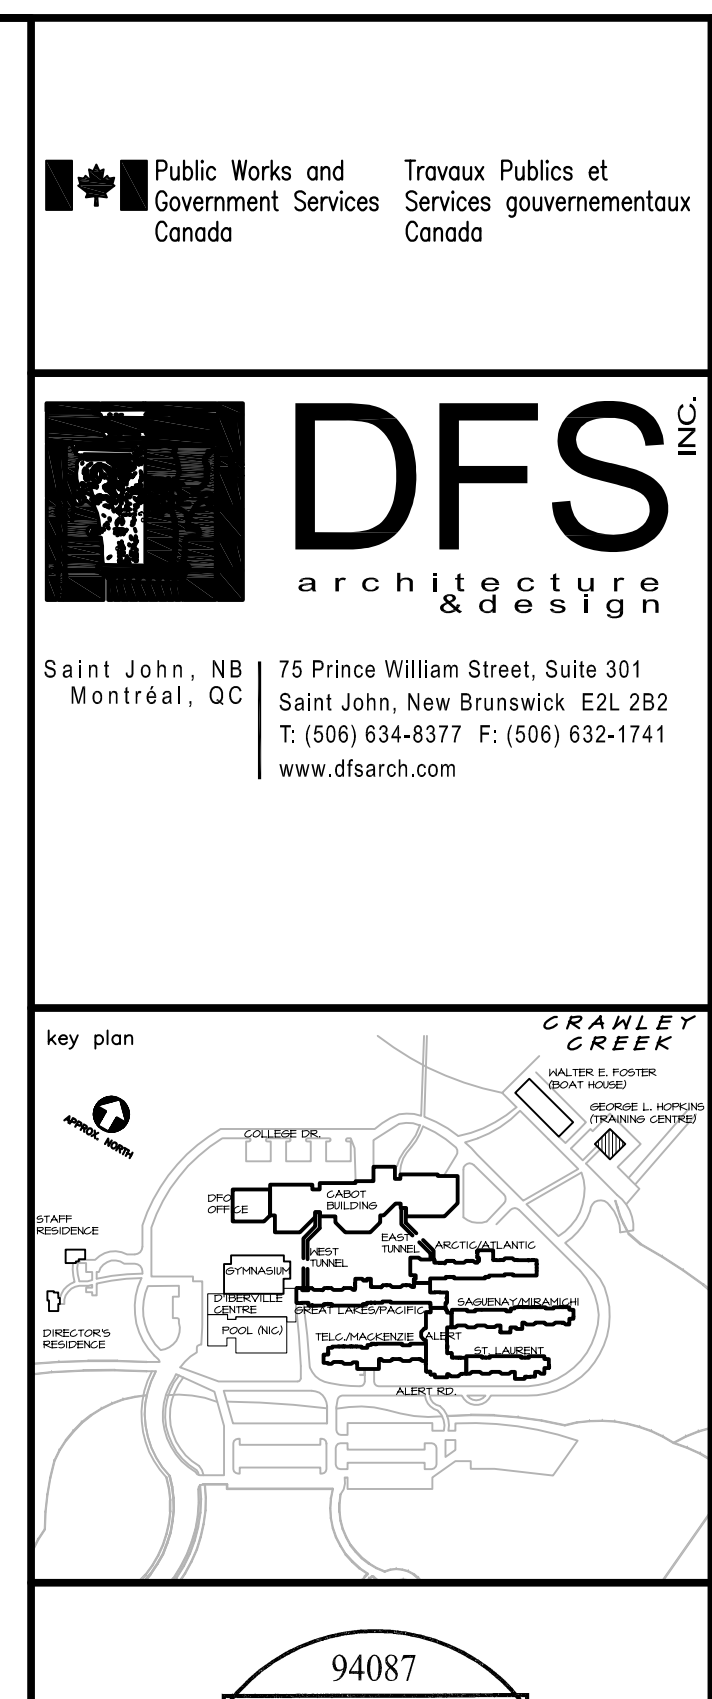 Public Works and
Government Services
Canada
Travaux Publics et
Services gouvernementaux
Canada
DFS INC.
architecture
& design
Saint John, NB
Montréal, QC
75 Prince William Street, Suite 301
Saint John, New Brunswick E2L 2B2
T: (506) 634-8377 F: (506) 632-1741
www.dfsarch.com
key plan
CRAWLEY
CREEK
WALTER E. FOSTER
(BOAT HOUSE)
GEORGE L. HOPKINS
(TRAINING CENTRE)
APPROX. NORTH
COLLEGE DR.
DFO
OFFICE
CABOT
BUILDING
STAFF
RESIDENCE
WEST
TUNNEL
EAST
TUNNEL
ARCTIC/ATLANTIC
GYMNASIUM
D'IBERVILLE
CENTRE
GREAT LAKES/PACIFIC
SAGUENAY/MIRAMICHI
DIRECTOR'S
RESIDENCE
POOL (NIC)
TELC./MACKENZIE
ALERT
ST. LAURENT
ALERT RD.
94087